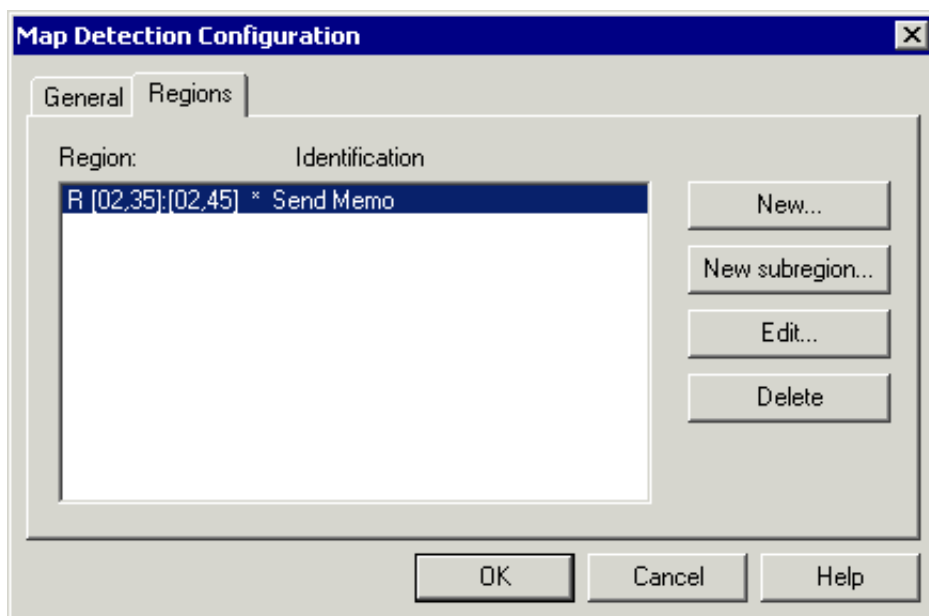 Map Detection Configuration
General Regions
Region: Identification
R [02,35]:[02,45] * Send Memo
New...
New subregion...
Edit...
Delete
OK Cancel Help